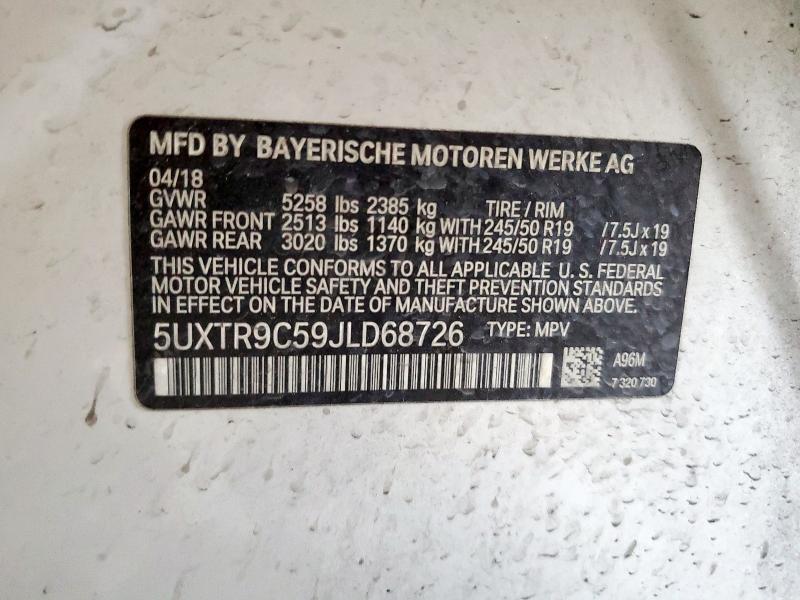 MFD BY BAYERISCHE MOTOREN WERKE AG
04/18
GVWR 5258 lbs 2385 kg TIRE / RIM
GAWR FRONT 2513 lbs 1140 kg WITH 245/50 R19 /7.5J x 19
GAWR REAR 3020 lbs 1370 kg WITH 245/50 R19 /7.5J x 19
THIS VEHICLE CONFORMS TO ALL APPLICABLE U.S. FEDERAL
MOTOR VEHICLE SAFETY AND THEFT PREVENTION STANDARDS
IN EFFECT ON THE DATE OF MANUFACTURE SHOWN ABOVE.
5UXTR9C59JLD68726 TYPE: MPV
A96M
7 320 730